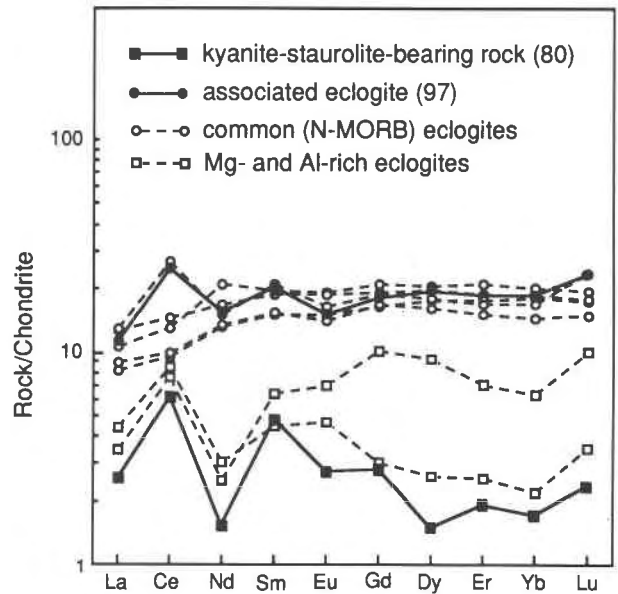 kyanite-staurolite-bearing rock (80)
associated eclogite (97)
common (N-MORB) eclogites
Mg- and Al-rich eclogites
Rock/Chondrite
100
10
1
La Ce Nd Sm Eu Gd Dy Er Yb Lu